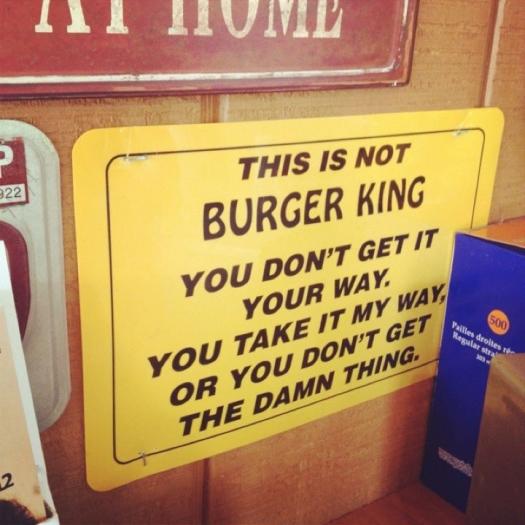 AT HOME
P
922
THIS IS NOT
BURGER KING
YOU DON'T GET IT
YOUR WAY.
YOU TAKE IT MY WAY,
OR YOU DON'T GET
THE DAMN THING.
500
Pailles droites
Regular